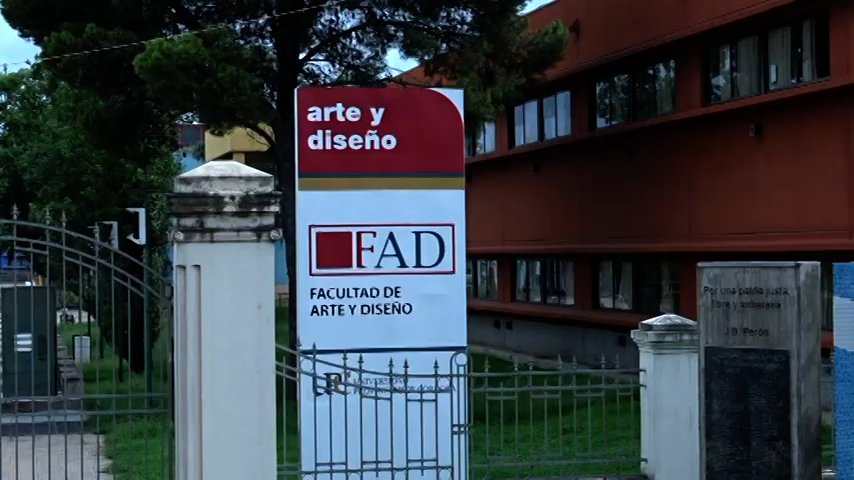 arte y
diseño
FAD
FACULTAD DE
ARTE Y DISEÑO
Por una patria justa,
libre y soberana
J.D. Perón